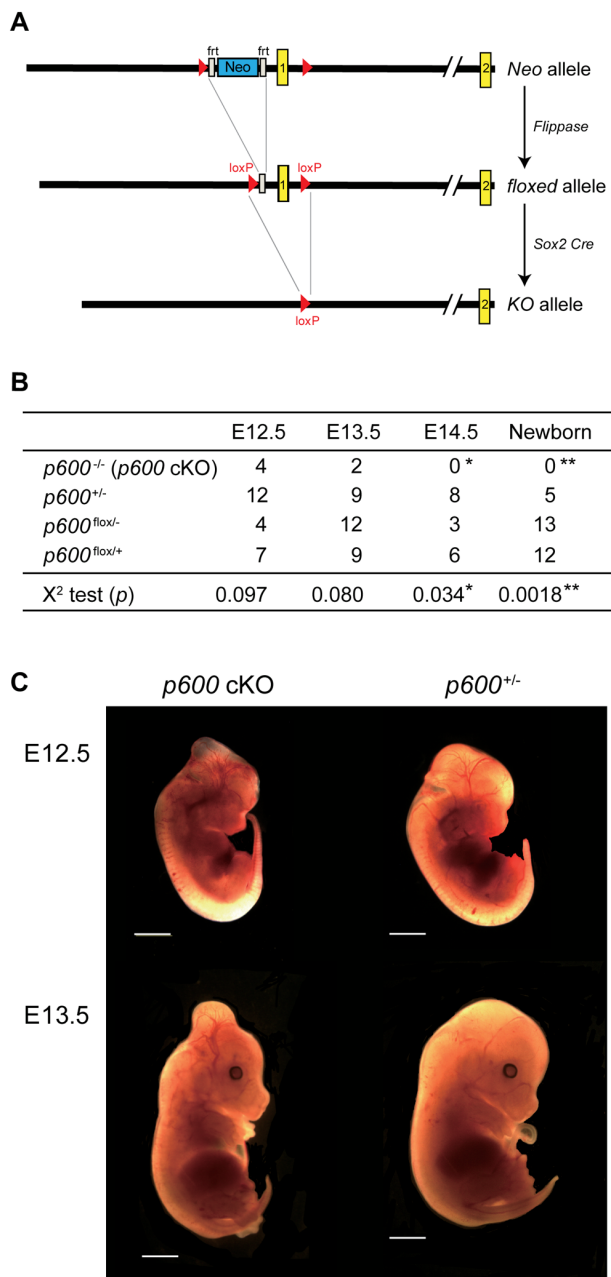 A
frt frt
Neo 1 2 Neo allele
Flippase
loxP loxP
1 2 floxed allele
Sox2 Cre
2 KO allele
loxP
B
E12.5 E13.5 E14.5 Newborn
p600-/- (p600 cKO) 4 2 0* 0**
p600+/- 12 9 8 5
p600flox/- 4 12 3 13
p600flox/+ 7 9 6 12
X² test (p) 0.097 0.080 0.034* 0.0018**
C
p600 cKO p600+/-
E12.5
E13.5